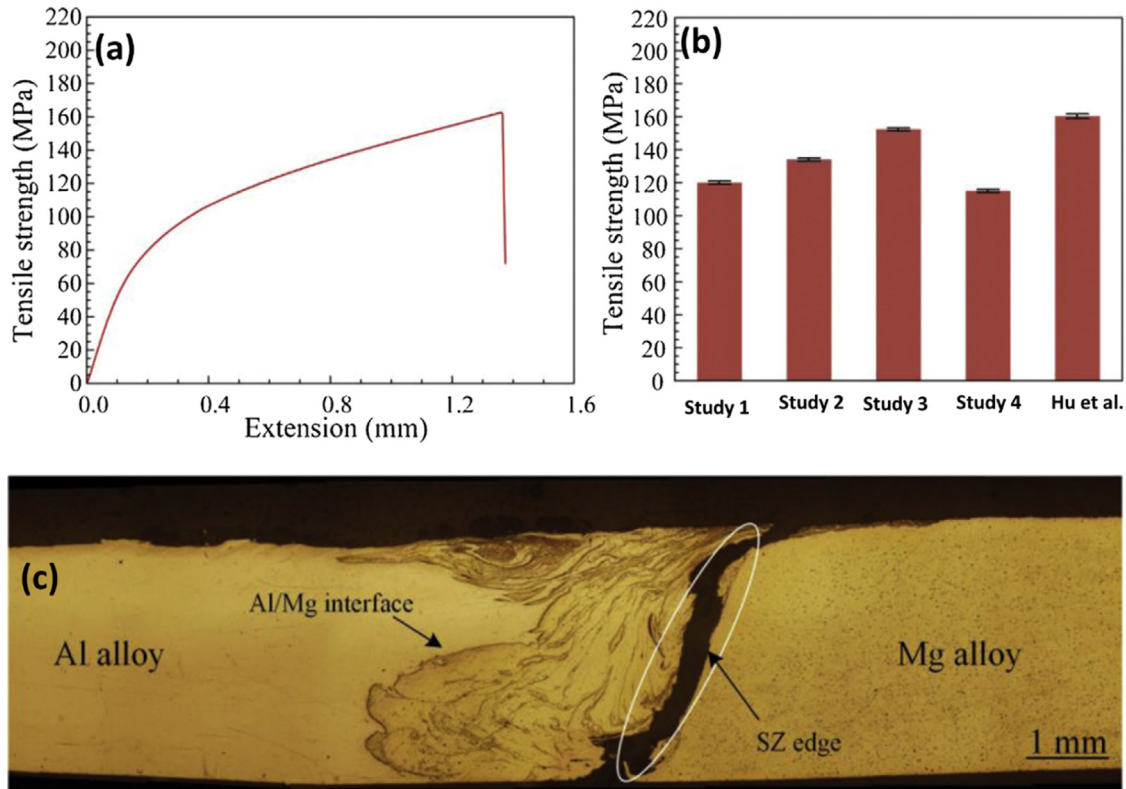 (a)
Tensile strength (MPa)
220
200
180
160
140
120
100
80
60
40
20
0
0.0 0.4 0.8 1.2 1.6
Extension (mm)
(b)
Tensile strength (MPa)
220
200
180
160
140
120
100
80
60
40
20
0
Study 1 Study 2 Study 3 Study 4 Hu et al.
(c)
Al/Mg interface
Al alloy
Mg alloy
SZ edge
1 mm